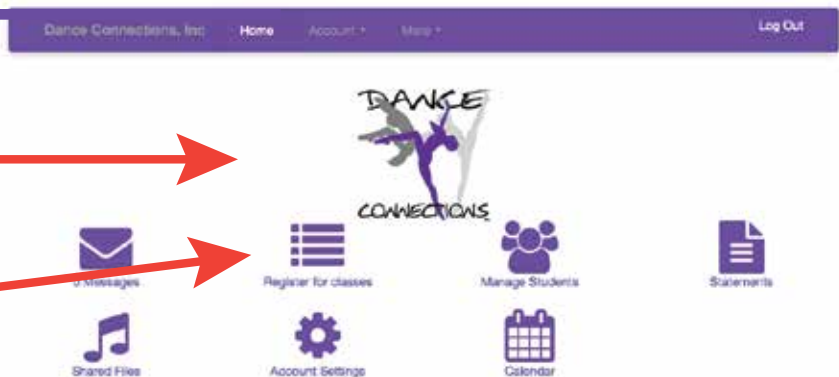 Dance Connections, Inc Home Account More Log Out
DANCE
CONNECTIONS
0 Messages Register for classes Manage Students Statements
Shared Files Account Settings Calendar